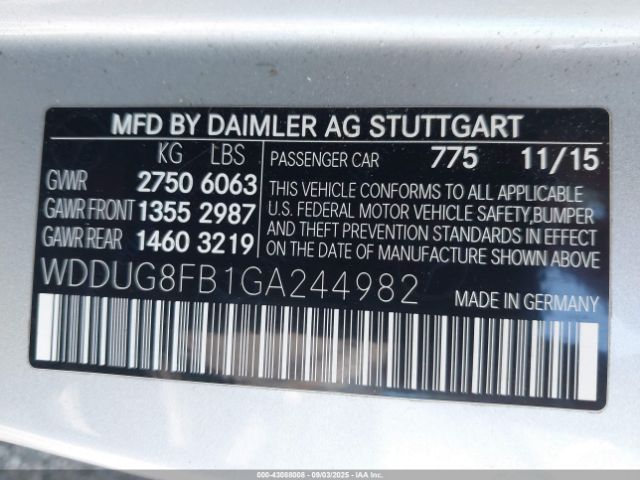 MFD BY DAIMLER AG STUTTGART
KG LBS
GVWR 2750 6063
GAWR FRONT 1355 2987
GAWR REAR 1460 3219
PASSENGER CAR 775 11/15
THIS VEHICLE CONFORMS TO ALL APPLICABLE
U.S. FEDERAL MOTOR VEHICLE SAFETY,BUMPER
AND THEFT PREVENTION STANDARDS IN EFFECT
ON THE DATE OF MANUFACTURE SHOWN ABOVE
WDDUG8FB1GA244982
MADE IN GERMANY
000-43088008 - 09/03/2025 - IAAI.COM